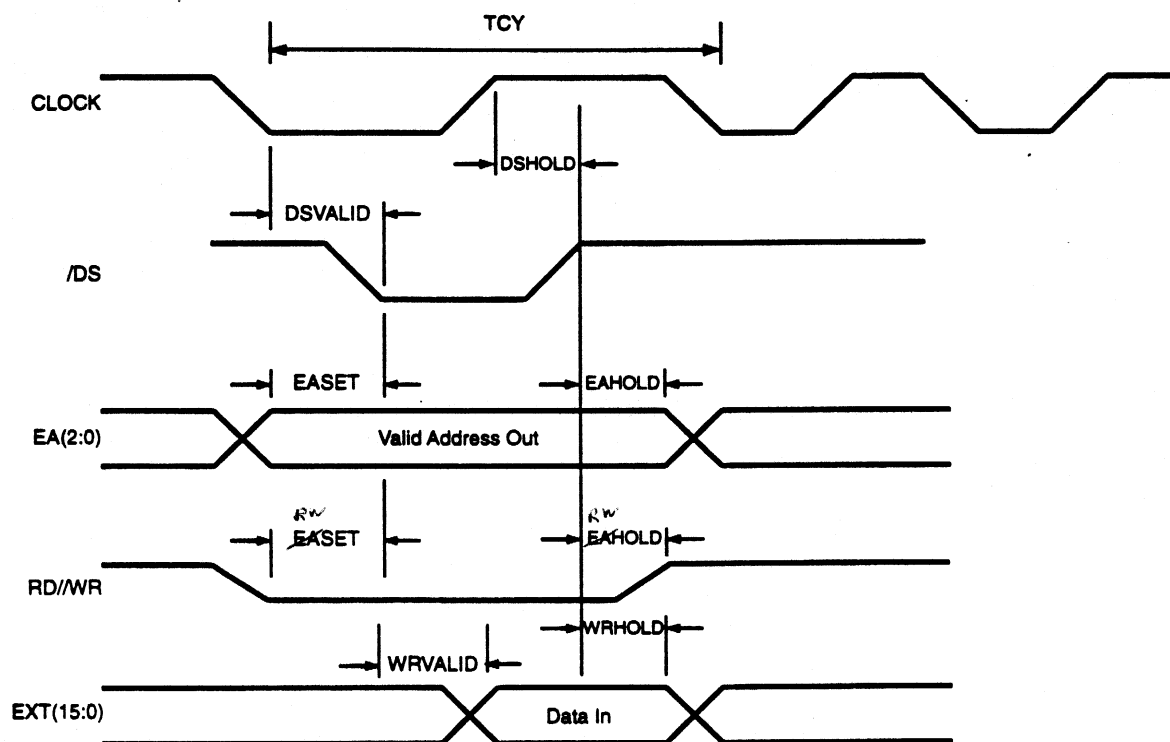 TCY
CLOCK
DSHOLD
DSVALID
/DS
EASET
EAHOLD
EA(2:0)
Valid Address Out
RW
RW
EASET
EAHOLD
RD//WR
WRHOLD
WRVALID
EXT(15:0)
Data In